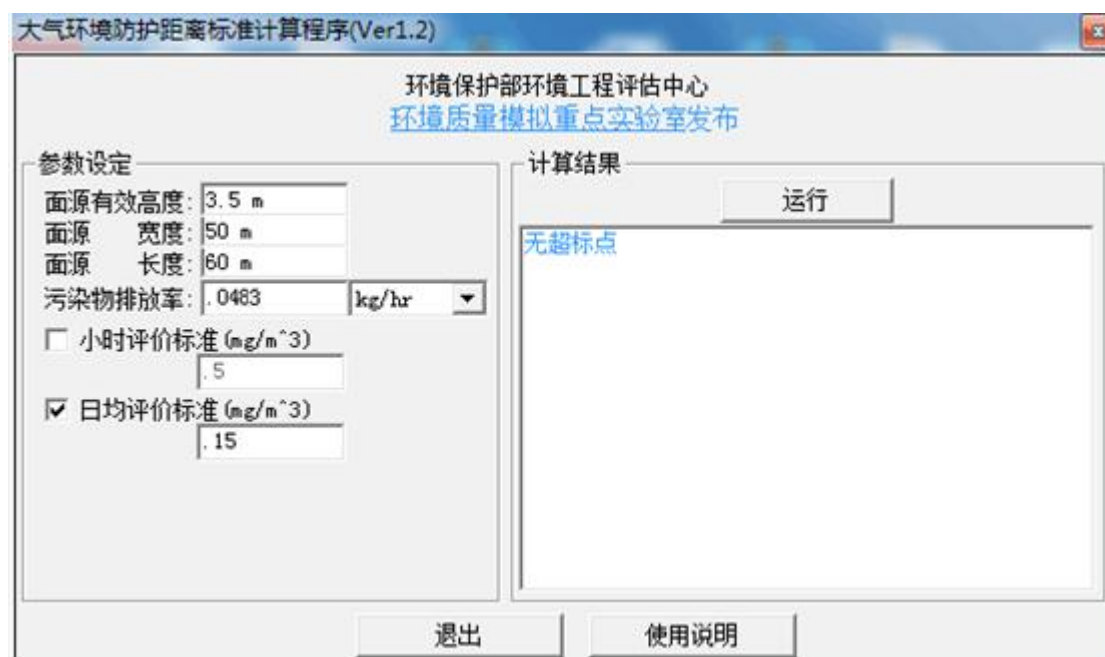 大气环境防护距离标准计算程序(Ver1.2)
环境保护部环境工程评估中心
环境质量模拟重点实验室发布
参数设定
面源有效高度: 3.5 m
面源 宽度: 50 m
面源 长度: 60 m
污染物排放率: .0483 kg/hr
小时评价标准(mg/m^3)
.5
日均评价标准(mg/m^3)
.15
计算结果
运行
无超标点
退出
使用说明